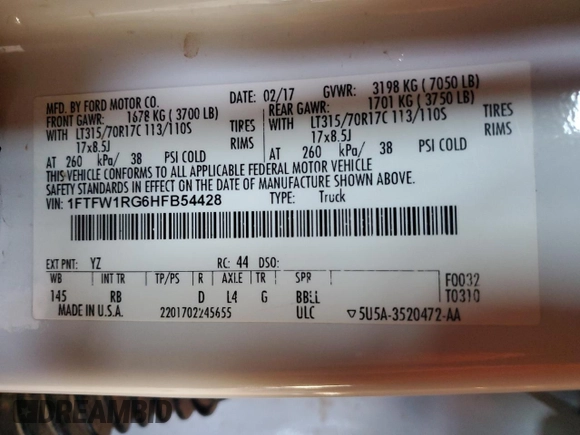 MFD. BY FORD MOTOR CO. DATE: 02/17 GVWR: 3198 KG ( 7050 LB)
FRONT GAWR: 1678 KG ( 3700 LB) REAR GAWR: 1701 KG ( 3750 LB)
WITH LT315/70R17C 113/110S TIRES WITH LT315/70R17C 113/110S TIRES
17x8.5J RIMS 17x8.5J RIMS
AT 260 kPa/ 38 PSI COLD AT 260 kPa/ 38 PSI COLD
THIS VEHICLE CONFORMS TO ALL APPLICABLE FEDERAL MOTOR VEHICLE
SAFETY STANDARDS IN EFFECT ON THE DATE OF MANUFACTURE SHOWN ABOVE.
VIN: 1FTFW1RG6HFB54428 TYPE: Truck
EXT PNT: YZ RC: 44 DSO:
WB INT TR TP/PS R AXLE TR SPR F0032
145 RB D L4 G BBLL T0310
MADE IN U.S.A. 2201702245655 ULC ▽5U5A-3520472-AA
DREAMBID